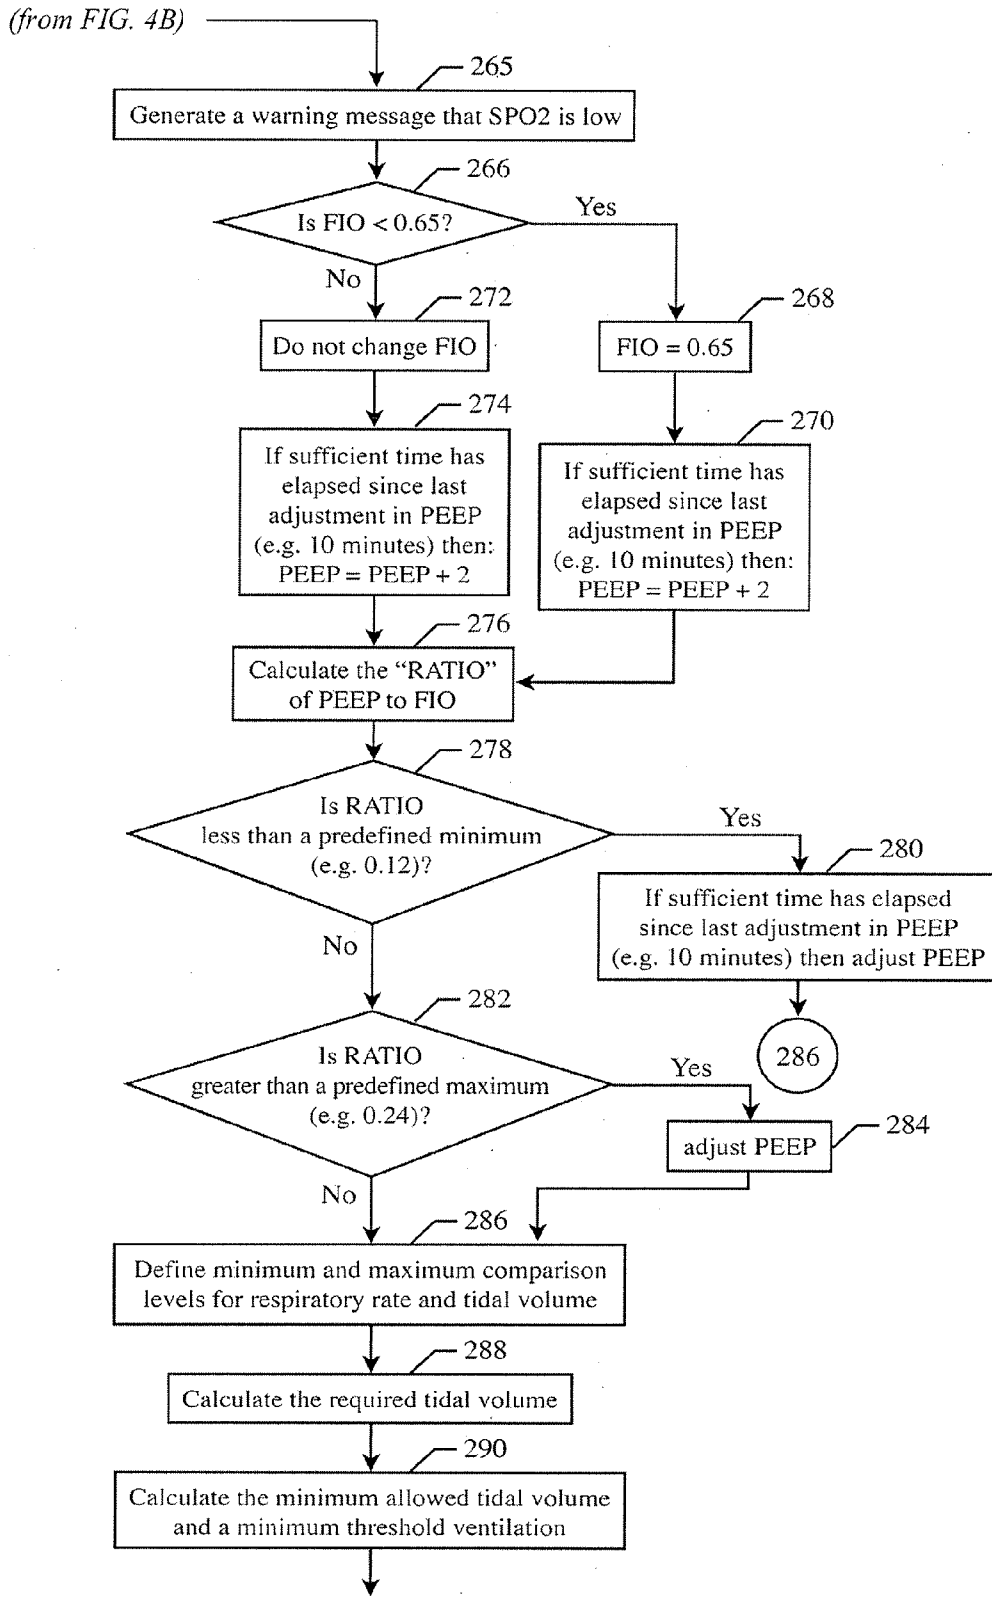 (from FIG. 4B)
265
Generate a warning message that SPO2 is low
266
Is FIO < 0.65?
Yes
No
272
268
Do not change FIO
FIO = 0.65
274
270
If sufficient time has
elapsed since last
adjustment in PEEP
(e.g. 10 minutes) then:
PEEP = PEEP + 2
If sufficient time has
elapsed since last
adjustment in PEEP
(e.g. 10 minutes) then:
PEEP = PEEP + 2
276
Calculate the “RATIO”
of PEEP to FIO
278
Is RATIO
less than a predefined minimum
(e.g. 0.12)?
Yes
280
If sufficient time has elapsed
since last adjustment in PEEP
(e.g. 10 minutes) then adjust PEEP
No
286
282
Is RATIO
greater than a predefined maximum
(e.g. 0.24)?
Yes
284
adjust PEEP
No
286
Define minimum and maximum comparison
levels for respiratory rate and tidal volume
288
Calculate the required tidal volume
290
Calculate the minimum allowed tidal volume
and a minimum threshold ventilation